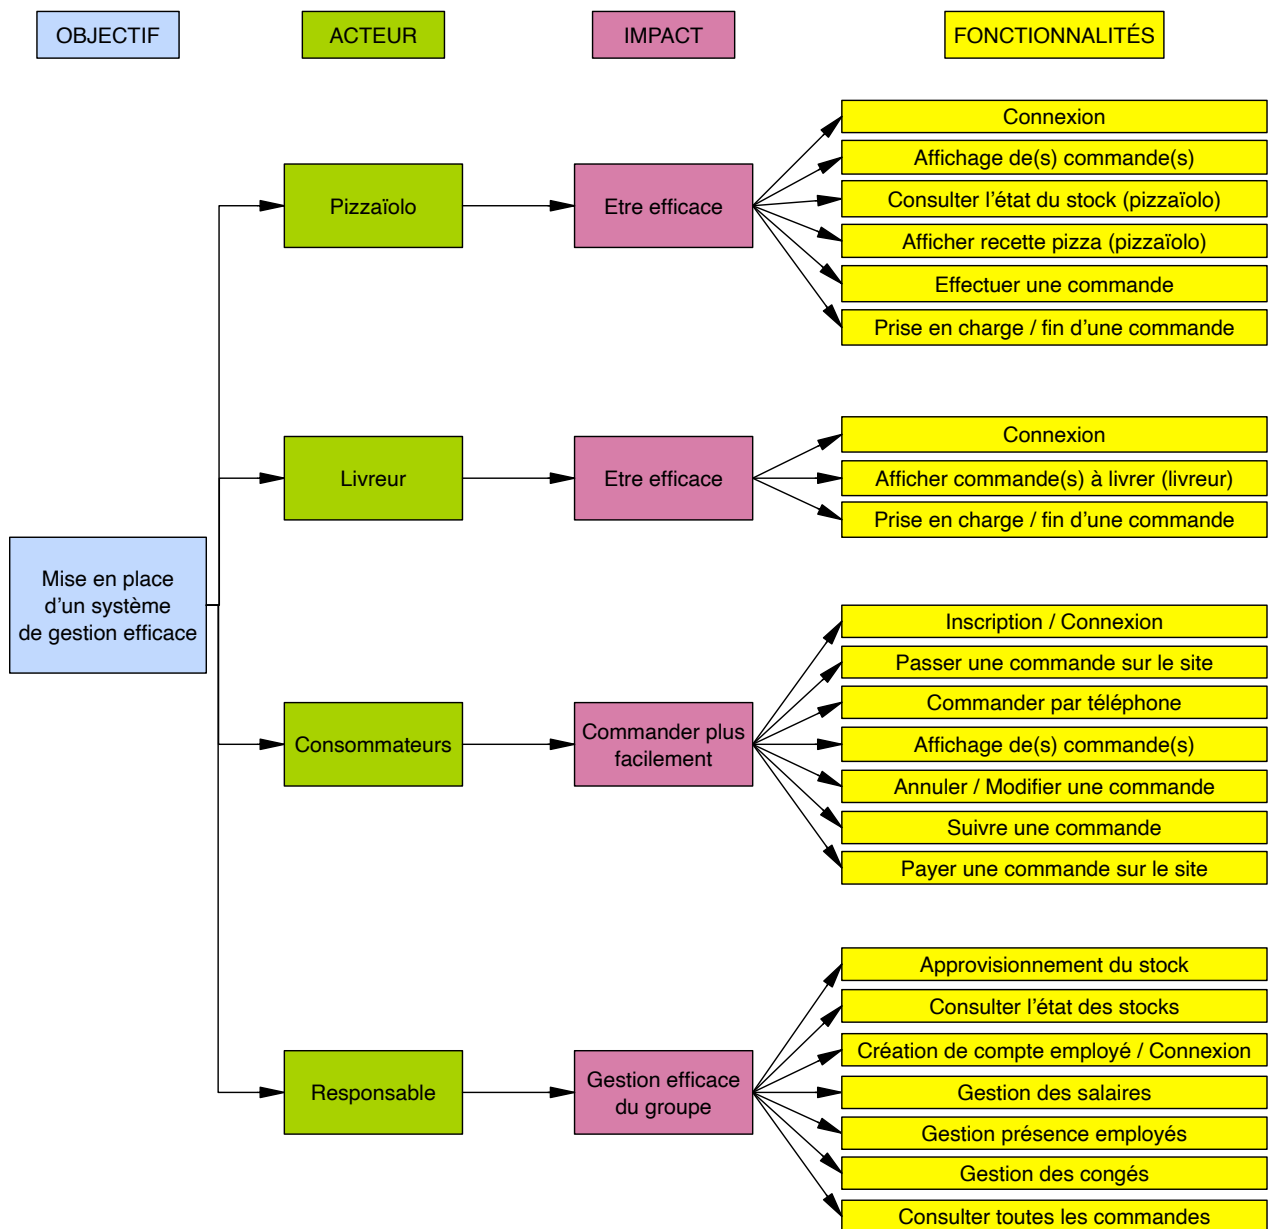 OBJECTIF
ACTEUR
IMPACT
FONCTIONNALITÉS
Mise en place
d'un système
de gestion efficace
Pizzaïolo
Etre efficace
Connexion
Affichage de(s) commande(s)
Consulter l'état du stock (pizzaïolo)
Afficher recette pizza (pizzaïolo)
Effectuer une commande
Prise en charge / fin d'une commande
Livreur
Etre efficace
Connexion
Afficher commande(s) à livrer (livreur)
Prise en charge / fin d'une commande
Consommateurs
Commander plus
facilement
Inscription / Connexion
Passer une commande sur le site
Commander par téléphone
Affichage de(s) commande(s)
Annuler / Modifier une commande
Suivre une commande
Payer une commande sur le site
Responsable
Gestion efficace
du groupe
Approvisionnement du stock
Consulter l'état des stocks
Création de compte employé / Connexion
Gestion des salaires
Gestion présence employés
Gestion des congés
Consulter toutes les commandes